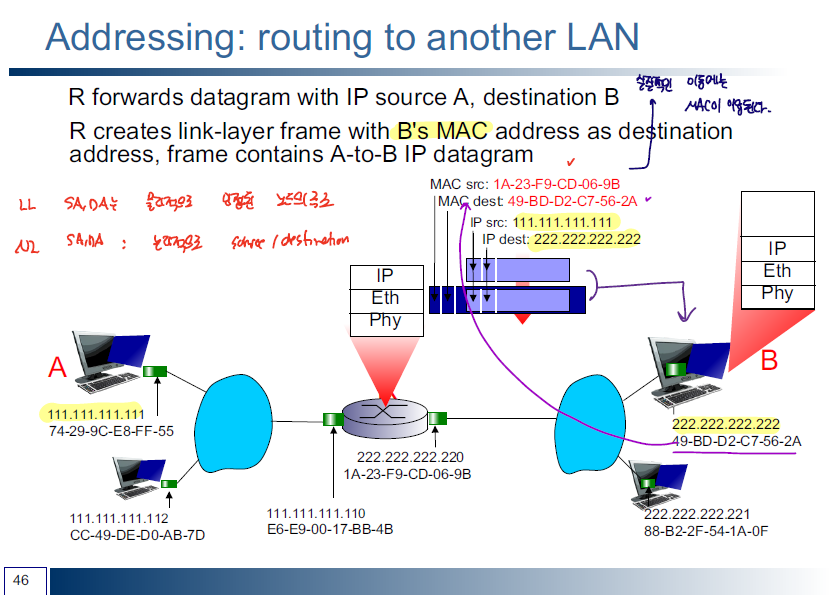 Addressing: routing to another LAN
실질적인 이동에는
MAC이 이용된다.
R forwards datagram with IP source A, destination B
R creates link-layer frame with B's MAC address as destination
address, frame contains A-to-B IP datagram
LL SA, DA는 물리적으로 인접한 노드의 주소
NL SA, DA : 논리적으로 source / destination
MAC src: 1A-23-F9-CD-06-9B
MAC dest: 49-BD-D2-C7-56-2A
IP src: 111.111.111.111
IP dest: 222.222.222.222
IP
Eth
Phy
IP
Eth
Phy
A
B
111.111.111.111
74-29-9C-E8-FF-55
222.222.222.222
49-BD-D2-C7-56-2A
222.222.222.220
1A-23-F9-CD-06-9B
111.111.111.112
CC-49-DE-D0-AB-7D
111.111.111.110
E6-E9-00-17-BB-4B
222.222.222.221
88-B2-2F-54-1A-0F
46